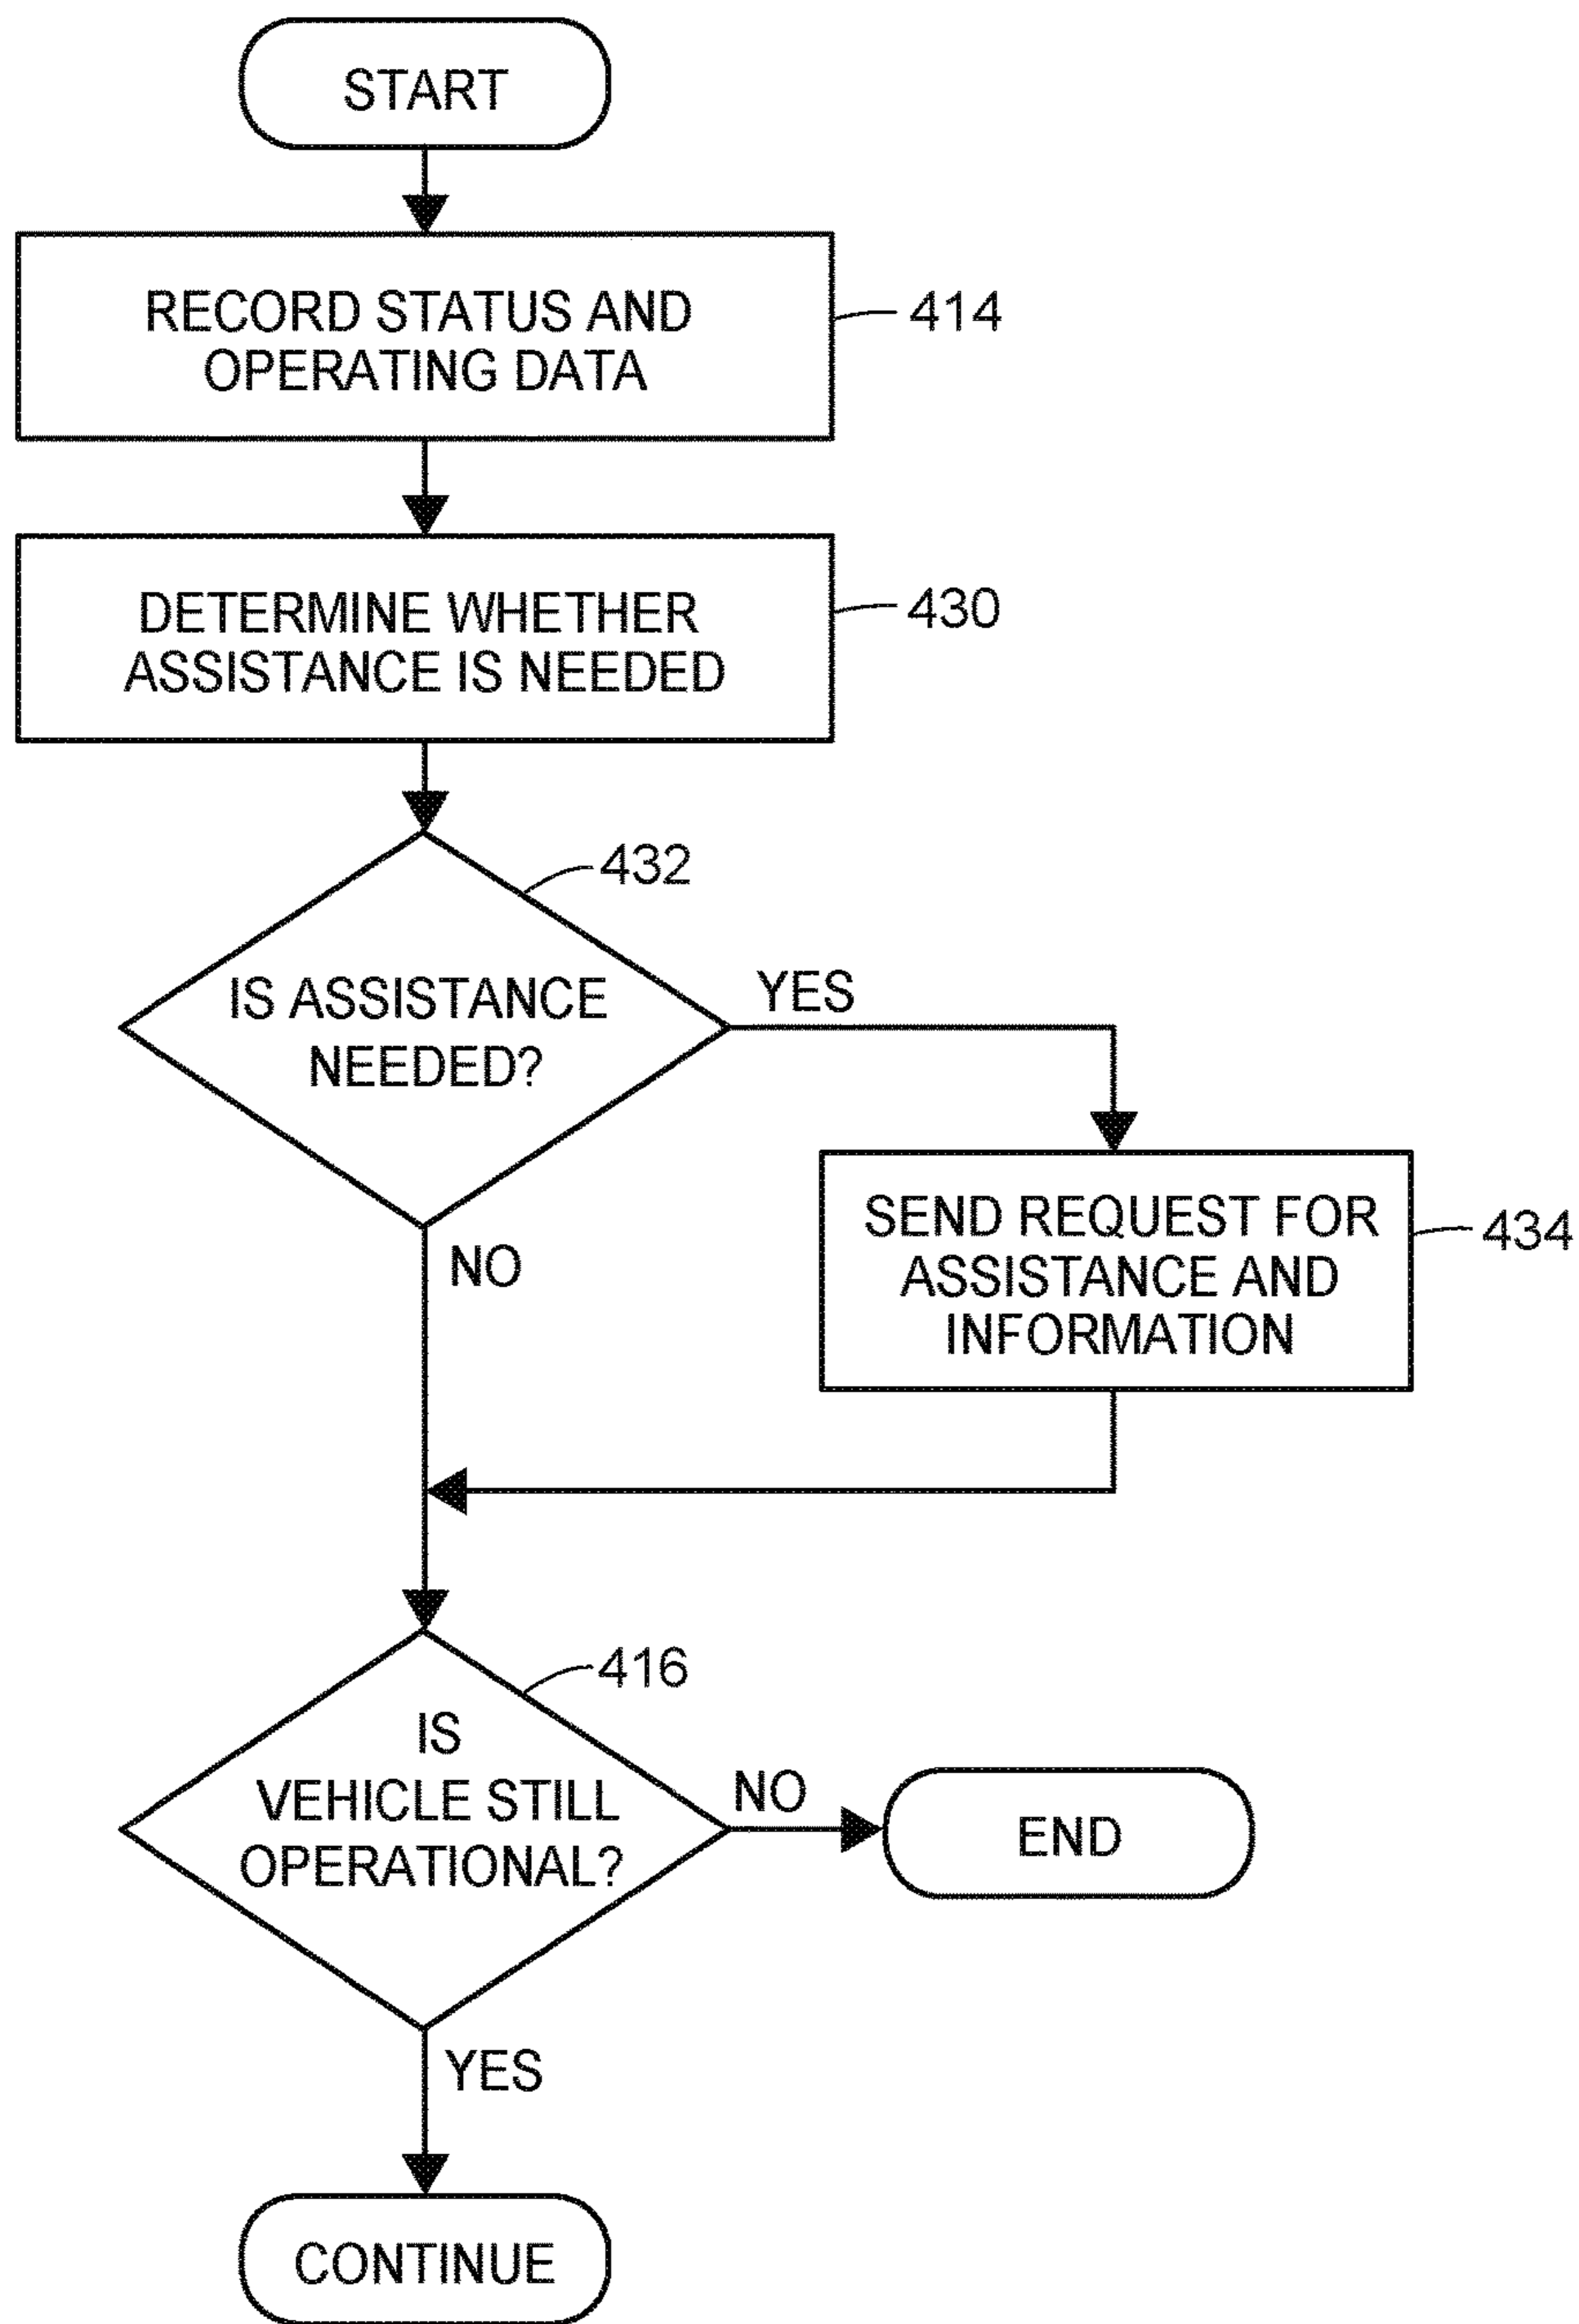 START
RECORD STATUS AND
OPERATING DATA
414
DETERMINE WHETHER
ASSISTANCE IS NEEDED
430
432
IS ASSISTANCE
NEEDED?
YES
NO
SEND REQUEST FOR
ASSISTANCE AND
INFORMATION
434
416
IS
VEHICLE STILL
OPERATIONAL?
NO
END
YES
CONTINUE